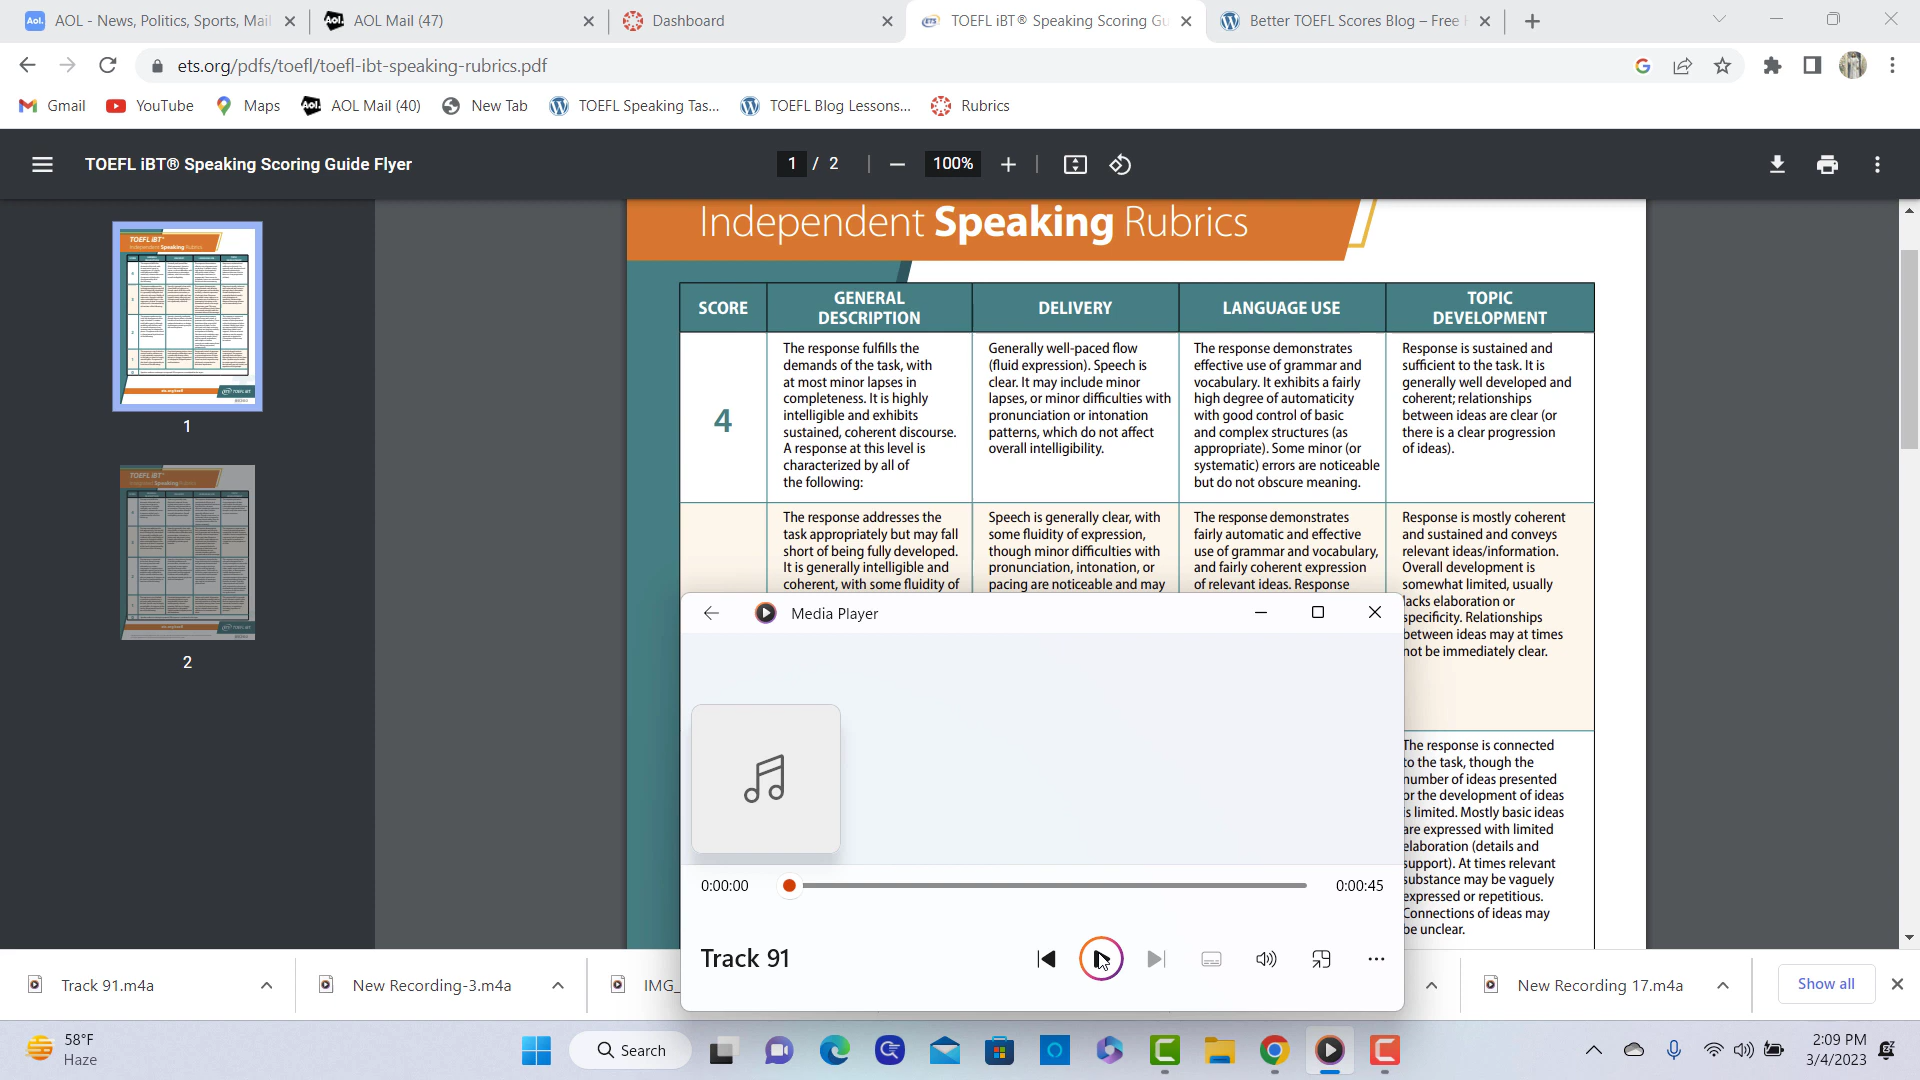 AOL - News, Politics, Sports, Mail
AOL Mail (47)
Dashboard
TOEFL iBT® Speaking Scoring Gu
Better TOEFL Scores Blog – Free
ets.org/pdfs/toefl/toefl-ibt-speaking-rubrics.pdf
Gmail
YouTube
Maps
AOL Mail (40)
New Tab
TOEFL Speaking Tas...
TOEFL Blog Lessons...
Rubrics
TOEFL iBT® Speaking Scoring Guide Flyer
1 / 2
100%
1
2
Independent Speaking Rubrics
SCORE
GENERAL
DESCRIPTION
DELIVERY
LANGUAGE USE
TOPIC
DEVELOPMENT
4
The response fulfills the
demands of the task, with
at most minor lapses in
completeness. It is highly
intelligible and exhibits
sustained, coherent discourse.
A response at this level is
characterized by all of
the following:
Generally well-paced flow
(fluid expression). Speech is
clear. It may include minor
lapses, or minor difficulties with
pronunciation or intonation
patterns, which do not affect
overall intelligibility.
The response demonstrates
effective use of grammar and
vocabulary. It exhibits a fairly
high degree of automaticity
with good control of basic
and complex structures (as
appropriate). Some minor (or
systematic) errors are noticeable
but do not obscure meaning.
Response is sustained and
sufficient to the task. It is
generally well developed and
coherent; relationships
between ideas are clear (or
there is a clear progression
of ideas).
The response addresses the
task appropriately but may fall
short of being fully developed.
It is generally intelligible and
coherent, with some fluidity of
Speech is generally clear, with
some fluidity of expression,
though minor difficulties with
pronunciation, intonation, or
pacing are noticeable and may
The response demonstrates
fairly automatic and effective
use of grammar and vocabulary,
and fairly coherent expression
of relevant ideas. Response
Response is mostly coherent
and sustained and conveys
relevant ideas/information.
Overall development is
somewhat limited, usually
lacks elaboration or
specificity. Relationships
between ideas may at times
not be immediately clear.
The response is connected
to the task, though the
number of ideas presented
or the development of ideas
is limited. Mostly basic ideas
are expressed with limited
elaboration (details and
support). At times relevant
substance may be vaguely
expressed or repetitious.
Connections of ideas may
be unclear.
Media Player
0:00:00
0:00:45
Track 91
Track 91.m4a
New Recording-3.m4a
IMG_
New Recording 17.m4a
Show all
58°F
Haze
Search
2:09 PM
3/4/2023